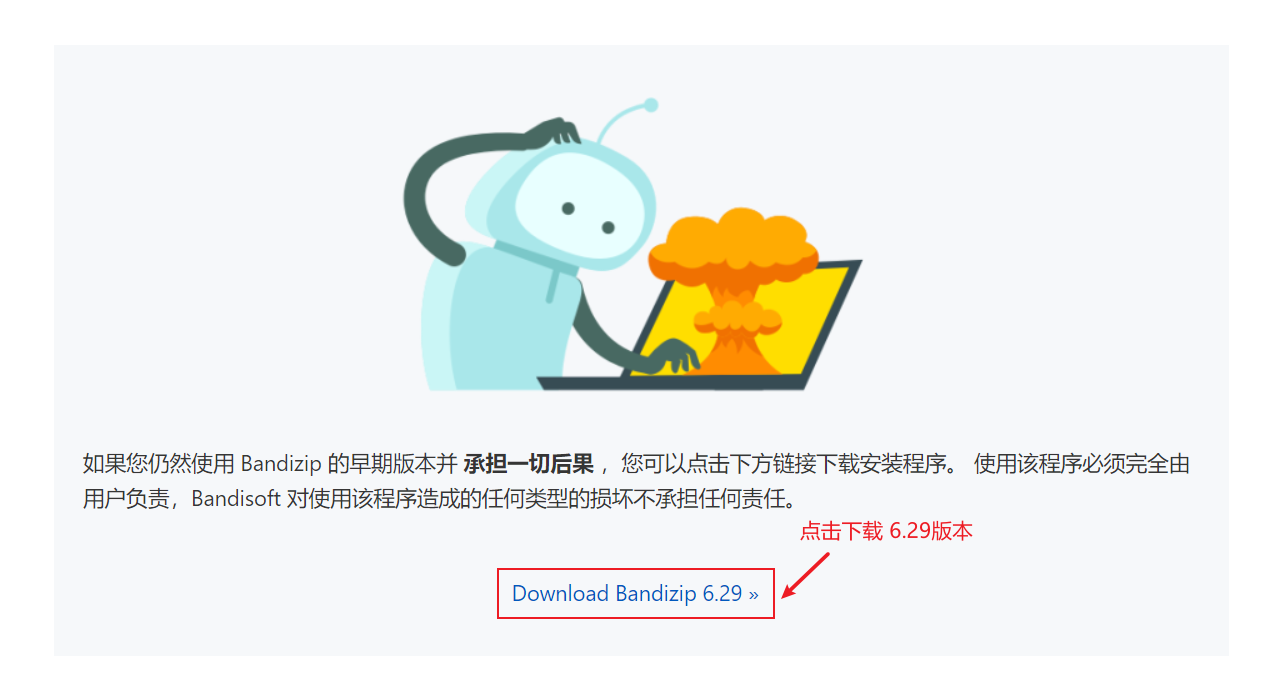 如果您仍然使用 Bandizip 的早期版本并 承担一切后果 ，您可以点击下方链接下载安装程序。 使用该程序必须完全由
用户负责，Bandisoft 对使用该程序造成的任何类型的损坏不承担任何责任。
点击下载 6.29版本
Download Bandizip 6.29 »